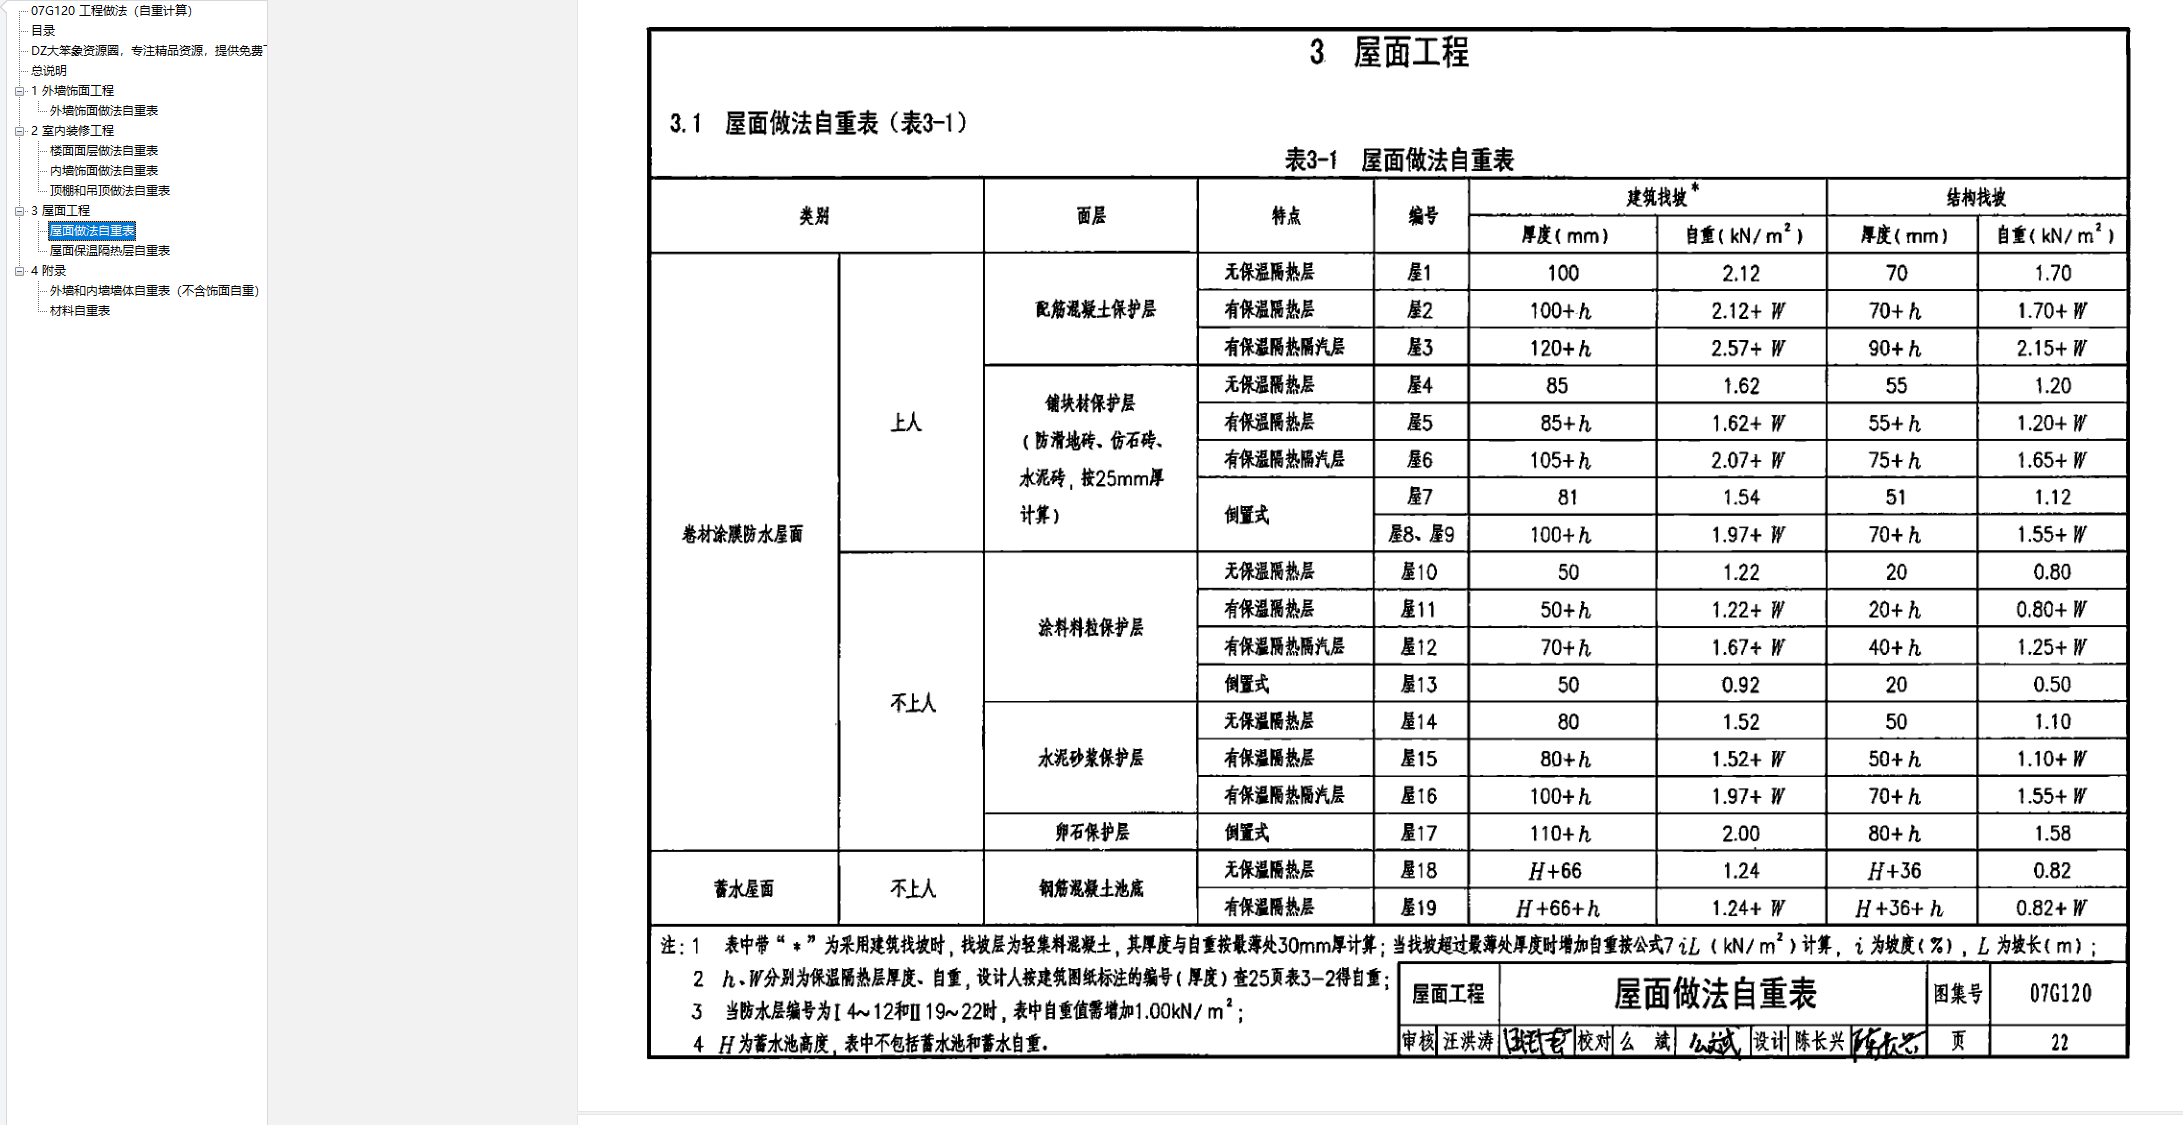 07G120 工程做法（自重计算）
目录
DZ大笨象资源圈，专注精品资源，提供免费
总说明
1 外墙饰面工程
外墙饰面做法自重表
2 室内装修工程
楼面面层做法自重表
内墙饰面做法自重表
顶棚和吊顶做法自重表
3 屋面工程
屋面做法自重表
屋面保温隔热层自重表
4 附录
外墙和内墙墙体自重表（不含饰面自重）
材料自重表
3 屋面工程
3.1 屋面做法自重表（表3-1）
表3-1 屋面做法自重表
类别 面层 特点 编号 建筑找坡* 结构找坡
厚度(mm) 自重(kN/m²) 厚度(mm) 自重(kN/m²)
卷材涂膜防水屋面 上人 配筋混凝土保护层 无保温隔热层 屋1 100 2.12 70 1.70
有保温隔热层 屋2 100+h 2.12+W 70+h 1.70+W
有保温隔热隔汽层 屋3 120+h 2.57+W 90+h 2.15+W
铺块材保护层
(防滑地砖、仿石砖、
水泥砖，按25mm厚
计算) 无保温隔热层 屋4 85 1.62 55 1.20
有保温隔热层 屋5 85+h 1.62+W 55+h 1.20+W
有保温隔热隔汽层 屋6 105+h 2.07+W 75+h 1.65+W
倒置式 屋7 81 1.54 51 1.12
屋8、屋9 100+h 1.97+W 70+h 1.55+W
不上人 涂料料粒保护层 无保温隔热层 屋10 50 1.22 20 0.80
有保温隔热层 屋11 50+h 1.22+W 20+h 0.80+W
有保温隔热隔汽层 屋12 70+h 1.67+W 40+h 1.25+W
倒置式 屋13 50 0.92 20 0.50
水泥砂浆保护层 无保温隔热层 屋14 80 1.52 50 1.10
有保温隔热层 屋15 80+h 1.52+W 50+h 1.10+W
有保温隔热隔汽层 屋16 100+h 1.97+W 70+h 1.55+W
卵石保护层 倒置式 屋17 110+h 2.00 80+h 1.58
蓄水屋面 不上人 钢筋混凝土池底 无保温隔热层 屋18 H+66 1.24 H+36 0.82
有保温隔热层 屋19 H+66+h 1.24+W H+36+h 0.82+W
注：1 表中带“*”为采用建筑找坡时，找坡层为轻集料混凝土，其厚度与自重按最薄处30mm厚计算；当找坡超过最薄处厚度时增加自重按公式7iL（kN/m²）计算，i为坡度(%)，L为坡长(m)；
2 h、W分别为保温隔热层厚度、自重，设计人按建筑图纸标注的编号(厚度)查25页表3-2得自重；
3 当防水层编号为Ⅰ4～12和Ⅱ19～22时，表中自重值需增加1.00kN/m²；
4 H为蓄水池高度，表中不包括蓄水池和蓄水自重。
屋面工程 屋面做法自重表 图集号 07G120
审核 汪洪涛 校对 么 斌 设计 陈长兴 页 22